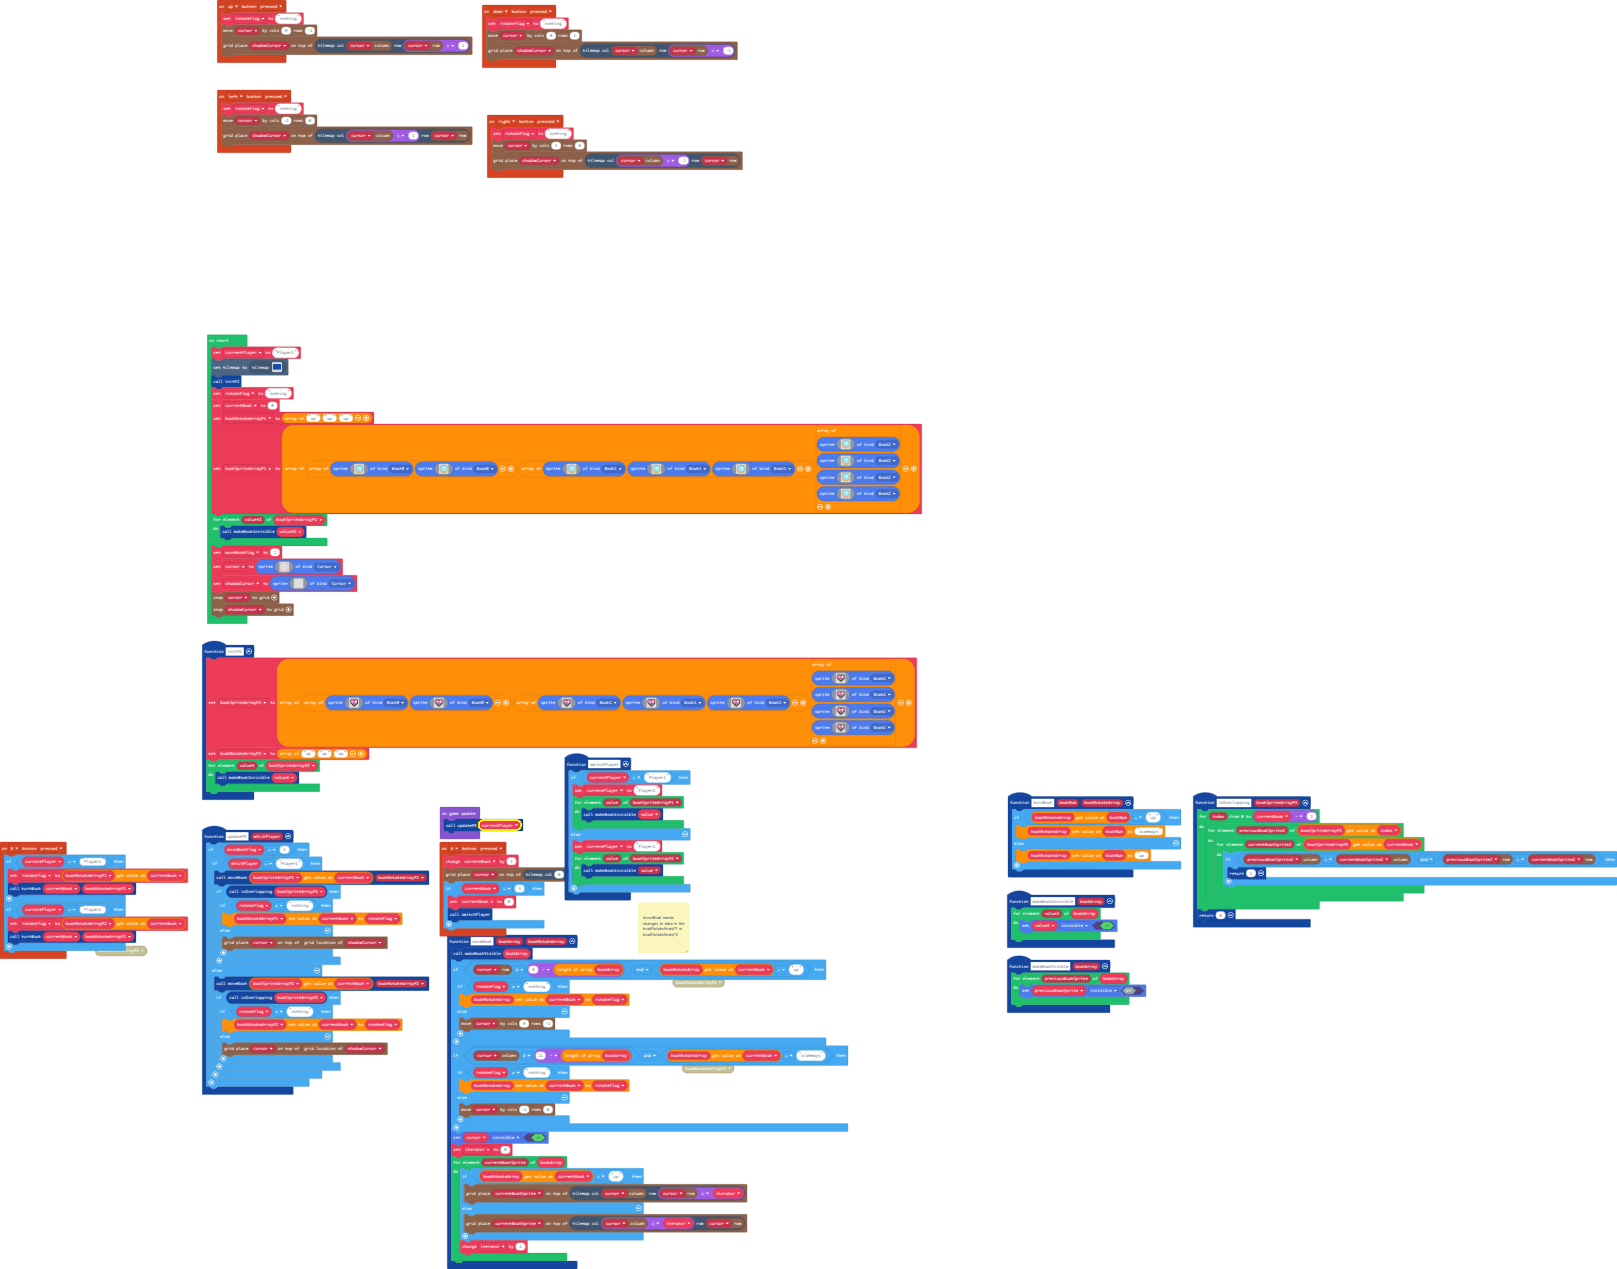 on up button pressed
set rotateFlag to "nothing"
move cursor by cols 0 rows -1
grid place shadowCursor on top of tilemap col cursor column row cursor row + 1
on down button pressed
set rotateFlag to "nothing"
move cursor by cols 0 rows 1
grid place shadowCursor on top of tilemap col cursor column row cursor row + -1
on left button pressed
set rotateFlag to "nothing"
move cursor by cols -1 rows 0
grid place shadowCursor on top of tilemap col cursor column + 1 row cursor row
on right button pressed
set rotateFlag to "nothing"
move cursor by cols 1 rows 0
grid place shadowCursor on top of tilemap col cursor column + -1 row cursor row
on start
set currentPlayer to "Player1"
set tilemap to tilemap
call initP2
set rotateFlag to "nothing"
set currentBoat to 0
set boatRotateArrayP1 to array of "up" "up" "up"
array of
sprite of kind Boat2
sprite of kind Boat2
set boatSpriteArrayP1 to array of array of sprite of kind Boat0 sprite of kind Boat0 array of sprite of kind Boat1 sprite of kind Boat1 sprite of kind Boat1
sprite of kind Boat2
sprite of kind Boat2
for element value42 of boatSpriteArrayP1
do call makeBoatInvisible value42
set moveBoatFlag to 1
set cursor to sprite of kind Cursor
set shadowCursor to sprite of kind Cursor
snap cursor to grid
snap shadowCursor to grid
function initP2
array of
sprite of kind Boat2
sprite of kind Boat2
set boatSpriteArrayP2 to array of array of sprite of kind Boat0 sprite of kind Boat0 array of sprite of kind Boat1 sprite of kind Boat1 sprite of kind Boat1
sprite of kind Boat2
sprite of kind Boat2
set boatRotateArrayP2 to array of "up" "up" "up"
for element value4 of boatSpriteArrayP2
do call makeBoatInvisible value4
function switchPlayer
if currentPlayer = "Player1" then
set currentPlayer to "Player2"
for element value of boatSpriteArrayP1
do call makeBoatInvisible value
else
set currentPlayer to "Player1"
for element value of boatSpriteArrayP2
do call makeBoatInvisible value
on game update
call updatePX currentPlayer
on A button pressed
change currentBoat by 1
grid place cursor on top of tilemap col 0
if currentBoat = 3 then
set currentBoat to 0
call switchPlayer
moveBoat needs
changes to take in the
boatRotateArrayP1 or
boatRotateArrayP2
on B button pressed
if currentPlayer = "Player1" then
set rotateFlag to boatRotateArrayP1 get value at currentBoat
call turnBoat currentBoat boatRotateArrayP1
if currentPlayer = "Player1" then
set rotateFlag to boatRotateArrayP2 get value at currentBoat
call turnBoat currentBoat boatRotateArrayP2
function updatePX whichPlayer
if moveBoatFlag = 1 then
if whichPlayer = "Player1" then
call moveBoat boatSpriteArrayP1 get value at currentBoat boatRotateArrayP1
if call isOverlapping boatSpriteArrayP1 then
if rotateFlag ≠ "nothing" then
boatRotateArrayP1 set value at currentBoat to rotateFlag
else
grid place cursor on top of grid location of shadowCursor
else
call moveBoat boatSpriteArrayP2 get value at currentBoat boatRotateArrayP2
if call isOverlapping boatSpriteArrayP2 then
if rotateFlag ≠ "nothing" then
boatRotateArrayP2 set value at currentBoat to rotateFlag
else
grid place cursor on top of grid location of shadowCursor
function moveBoat boatArray boatRotateArray
call makeBoatVisible boatArray
if cursor row ≥ 8 - length of array boatArray and boatRotateArray get value at currentBoat = "up" then
boatRotateArrayP1
if rotateFlag ≠ "nothing" then
boatRotateArray set value at currentBoat to rotateFlag
else
move cursor by cols 0 rows -1
if cursor column ≥ 11 - length of array boatArray and boatRotateArray get value at currentBoat = "sideways" then
boatRotateArrayP1
if rotateFlag ≠ "nothing" then
boatRotateArray set value at currentBoat to rotateFlag
else
move cursor by cols -1 rows 0
set cursor invisible
set iterator to 0
for element currentBoatSprite of boatArray
do if boatRotateArray get value at currentBoat = "up" then
grid place currentBoatSprite on top of tilemap col cursor column row cursor row + iterator
else
grid place currentBoatSprite on top of tilemap col cursor column + iterator row cursor row
change iterator by 1
function turnBoat boatNum boatRotateArray
if boatRotateArray get value at boatNum = "up" then
boatRotateArray set value at boatNum to "sideways"
else
boatRotateArray set value at boatNum to "up"
function makeBoatInvisible boatArray
for element value3 of boatArray
do set value3 invisible
function makeBoatVisible boatArray
for element previousBoatSprite of boatArray
do set previousBoatSprite invisible
function isOverlapping boatSpriteArrayPX
for index from 0 to currentBoat - 1
do for element previousBoatSprite2 of boatSpriteArrayPX get value at index
do for element currentBoatSprite2 of boatSpriteArrayPX get value at currentBoat
do if previousBoatSprite2 column = currentBoatSprite2 column and previousBoatSprite2 row = currentBoatSprite2 row then
return 1
return 0